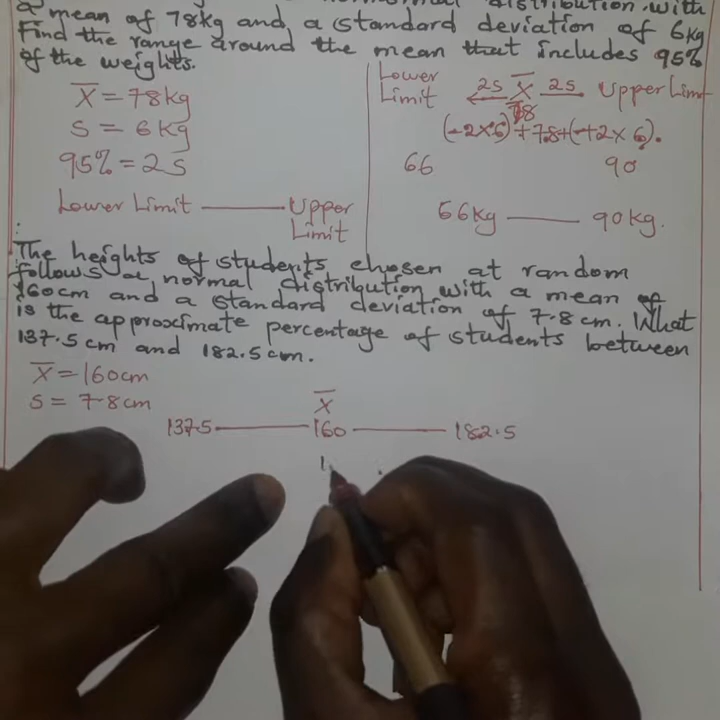 a mean of 78kg and a standard deviation of 6kg
Find the range around the mean that includes 95%
of the weights.
X̄ = 78kg
S = 6kg
95% = 2S
Lower Limit ——— Upper
Limit
Lower
Limit
2S X̄ 2S Upper Limit
78
(-2×6)+78+(+2×6).
66 90
66kg ——— 90kg.
The heights of students chosen at random
follows a normal distribution with a mean of
160cm and a standard deviation of 7.8cm. What
is the approximate percentage of students between
137.5cm and 182.5cm.
X̄ = 160cm
S = 7.8cm
X̄
137.5 ——— 160 ——— 182.5
1